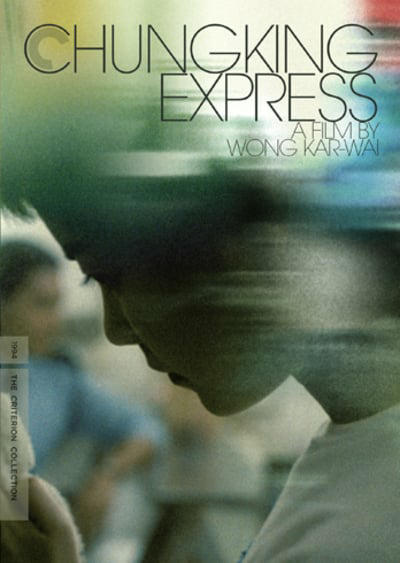 CHUNGKING
EXPRESS
A FILM BY
WONG KAR-WAI
1994
THE CRITERION COLLECTION